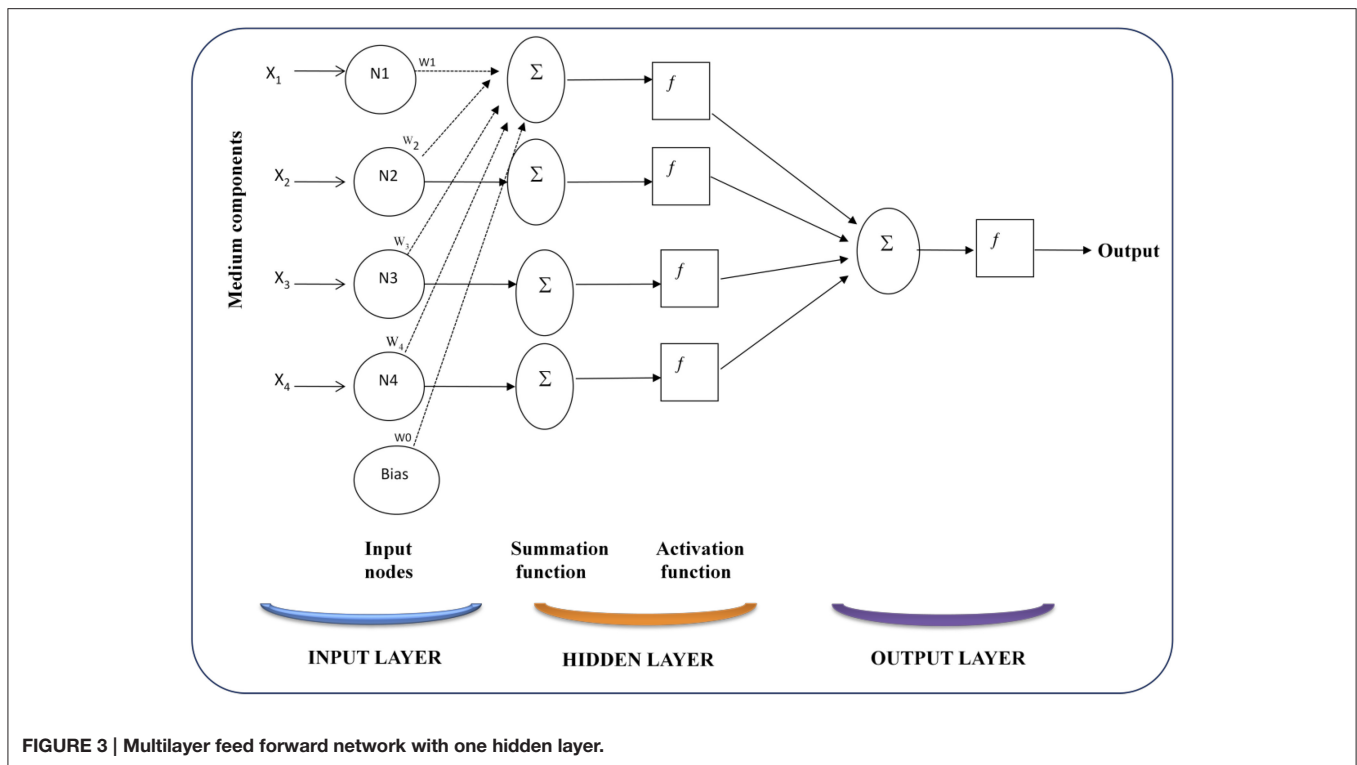 Medium components
X1
N1
W1
Σ
f
X2
N2
W2
Σ
f
X3
N3
W3
Σ
f
X4
N4
W4
Σ
f
Σ
f
Output
W0
Bias
Input
nodes
Summation
function
Activation
function
INPUT LAYER
HIDDEN LAYER
OUTPUT LAYER
FIGURE 3 | Multilayer feed forward network with one hidden layer.